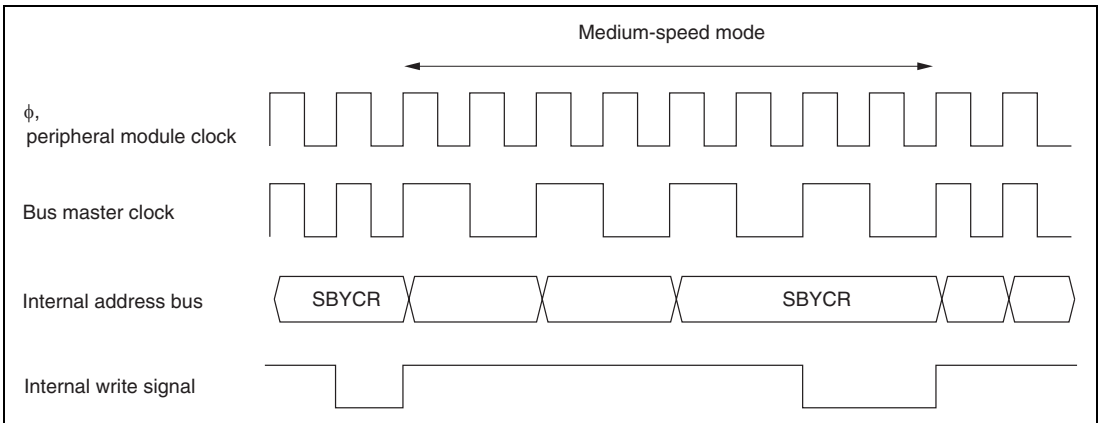 Medium-speed mode
ϕ,
peripheral module clock
Bus master clock
Internal address bus
SBYCR
SBYCR
Internal write signal